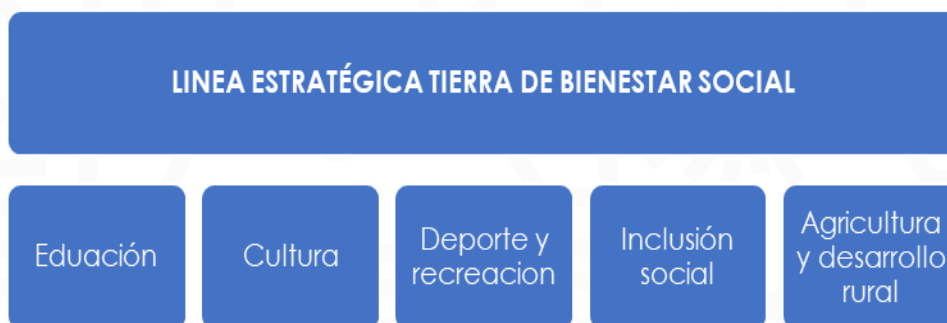 LINEA ESTRATÉGICA TIERRA DE BIENESTAR SOCIAL
Eduación
Cultura
Deporte y
recreacion
Inclusión
social
Agricultura
y desarrollo
rural